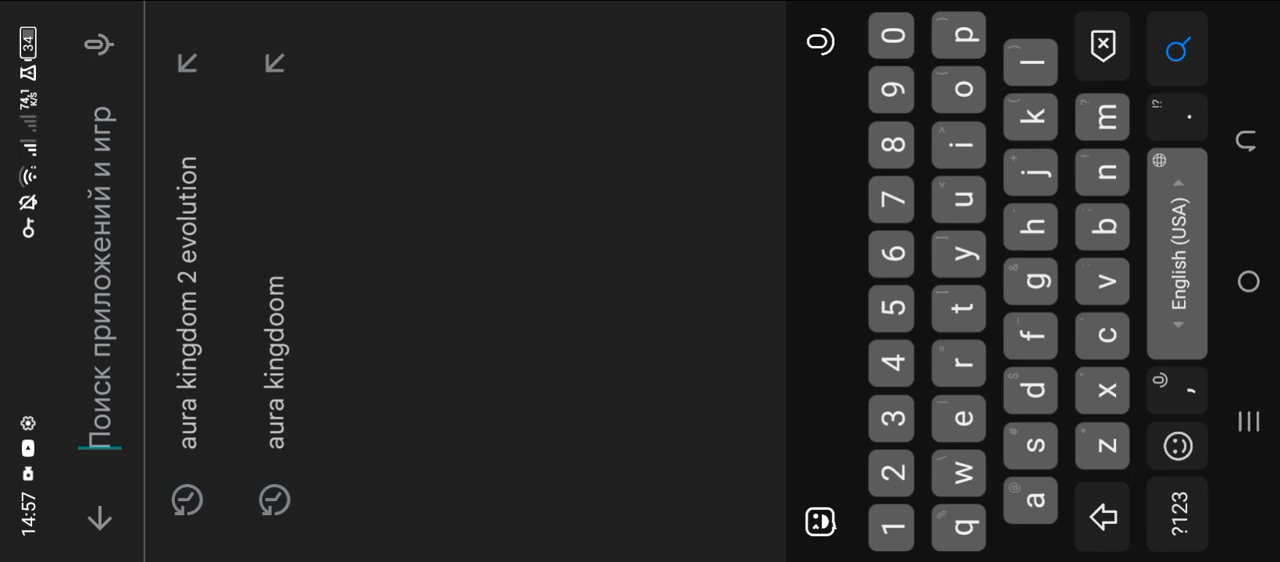 14:57 74,1 K/s 34
Поиск приложений и игр
aura kingdom 2 evolution
aura kingdoom
1 2 3 4 5 6 7 8 9 0
q w e r t y u i o p
a s d f g h j k l
z x c v b n m
?123 , English (USA) . !?